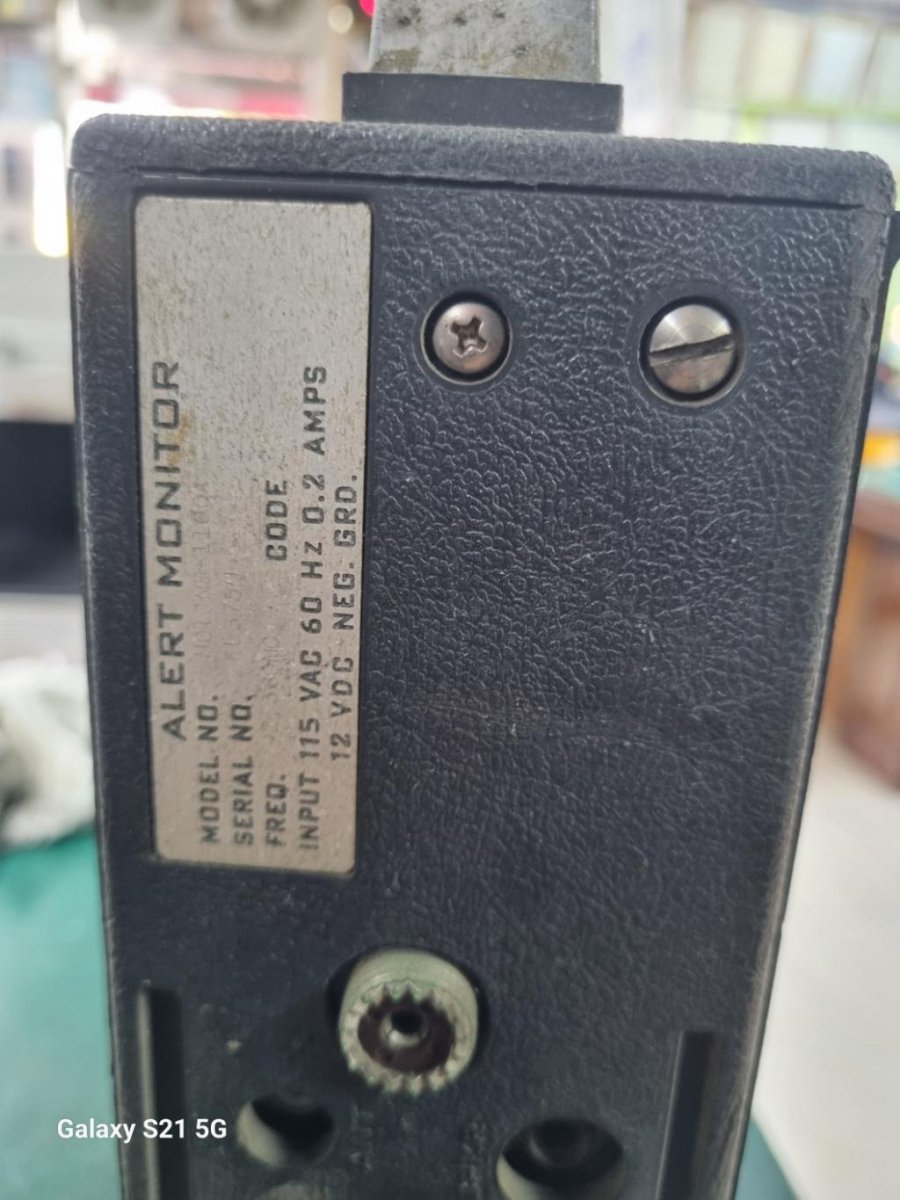 ALERT MONITOR
MODEL NO.
SERIAL NO.
FREQ. CODE
INPUT 115 VAC 60 HZ 0.2 AMPS
12 VDC NEG. GRD.
ANT
Galaxy S21 5G